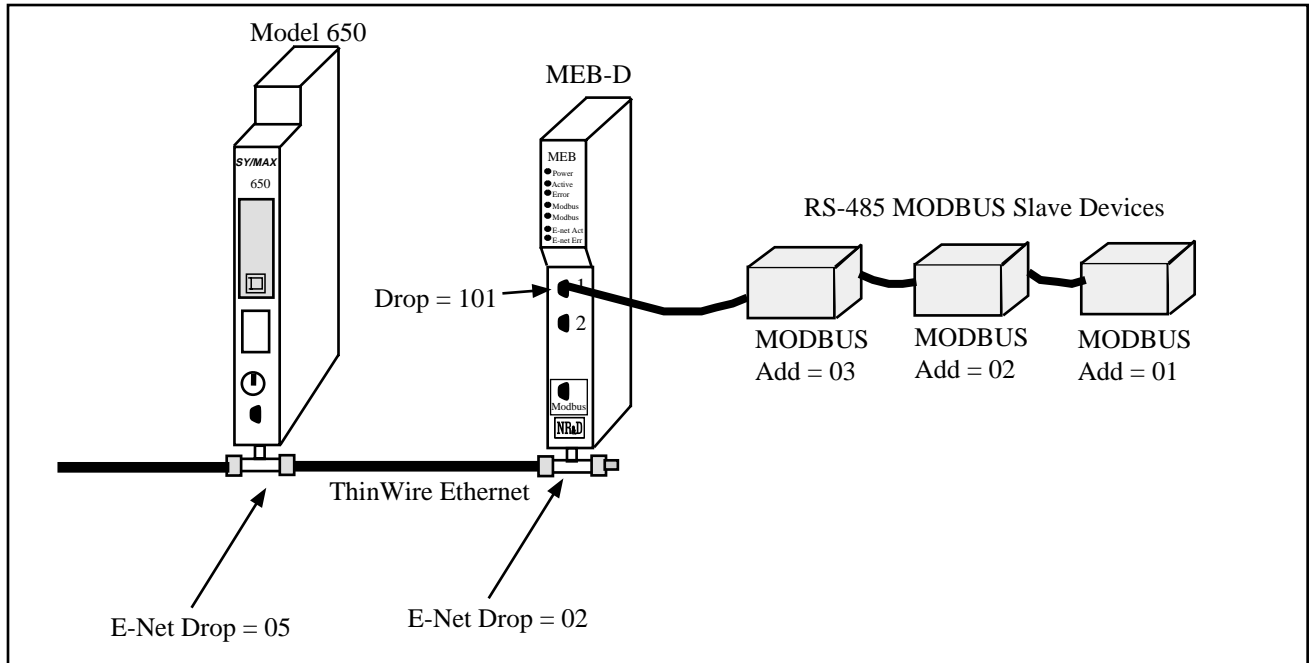 Model 650
MEB-D
SY/MAX
650
MEB
Power
Active
Error
Modbus
Modbus
E-net Act
E-net Err
RS-485 MODBUS Slave Devices
Drop = 101
1
2
MODBUS
Add = 03
MODBUS
Add = 02
MODBUS
Add = 01
Modbus
NR&D
ThinWire Ethernet
E-Net Drop = 05
E-Net Drop = 02